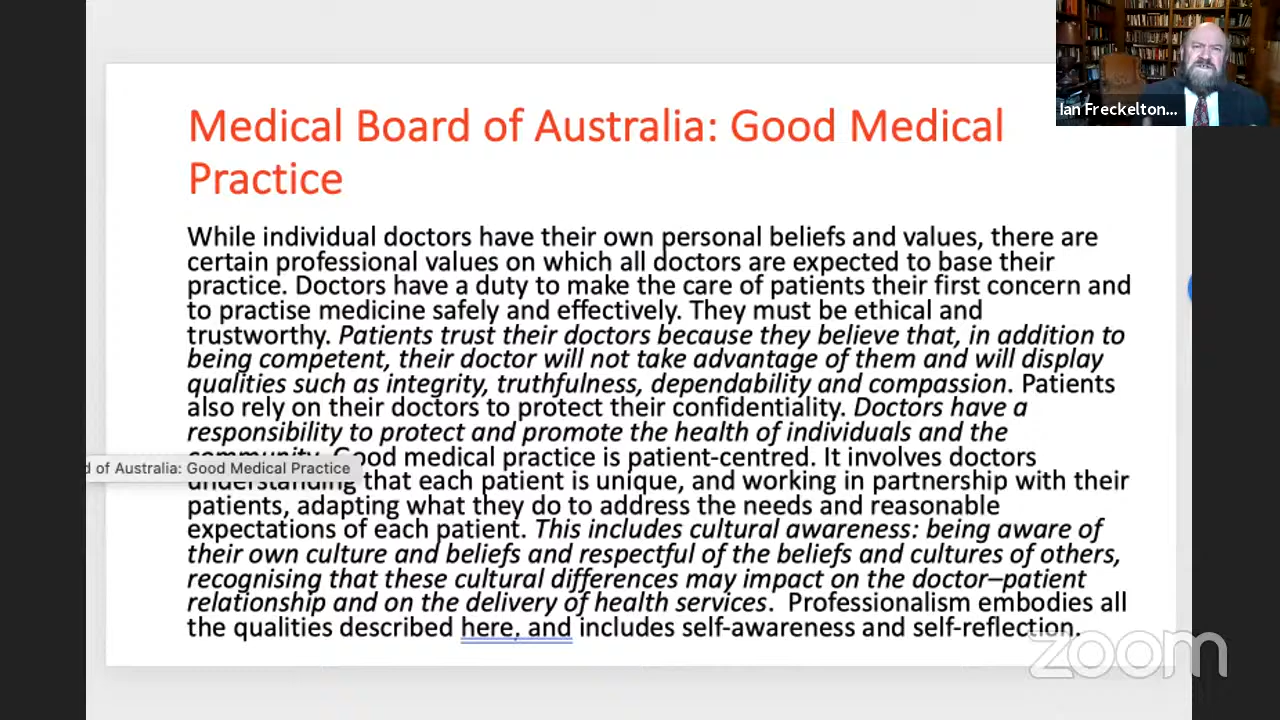 Medical Board of Australia: Good Medical
Practice
While individual doctors have their own personal beliefs and values, there are
certain professional values on which all doctors are expected to base their
practice. Doctors have a duty to make the care of patients their first concern and
to practise medicine safely and effectively. They must be ethical and
trustworthy. Patients trust their doctors because they believe that, in addition to
being competent, their doctor will not take advantage of them and will display
qualities such as integrity, truthfulness, dependability and compassion. Patients
also rely on their doctors to protect their confidentiality. Doctors have a
responsibility to protect and promote the health of individuals and the
community. Good medical practice is patient-centred. It involves doctors
understanding that each patient is unique, and working in partnership with their
patients, adapting what they do to address the needs and reasonable
expectations of each patient. This includes cultural awareness: being aware of
their own culture and beliefs and respectful of the beliefs and cultures of others,
recognising that these cultural differences may impact on the doctor–patient
relationship and on the delivery of health services. Professionalism embodies all
the qualities described here, and includes self-awareness and self-reflection.
Ian Freckelton...
d of Australia: Good Medical Practice
zoom